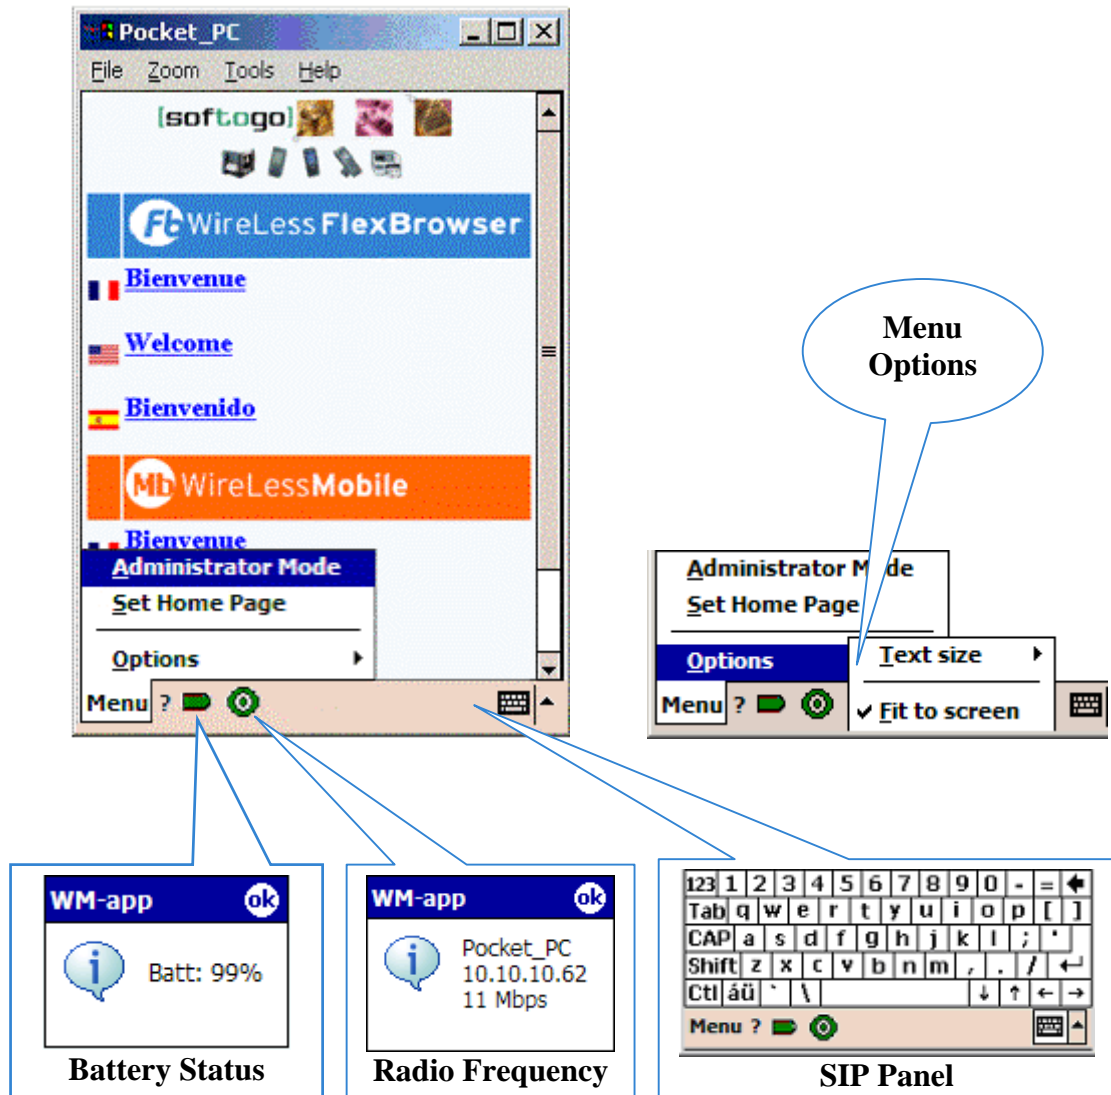 Pocket_PC
File Zoom Tools Help
[softogo]
Fb WireLess FlexBrowser
Bienvenue
Welcome
Bienvenido
Mb WireLessMobile
Bienvenue
Administrator Mode
Set Home Page
Options
Menu ?
Menu
Options
Administrator Mode
Set Home Page
Options
Text size
Fit to screen
Menu ?
WM-app ok
Batt: 99%
Battery Status
WM-app ok
Pocket_PC
10.10.10.62
11 Mbps
Radio Frequency
123 1 2 3 4 5 6 7 8 9 0 - =
Tab q w e r t y u i o p [ ]
CAP a s d f g h j k l ; '
Shift z x c v b n m , . /
Ctl áü ` \ ↓ ↑ ← →
Menu ?
SIP Panel